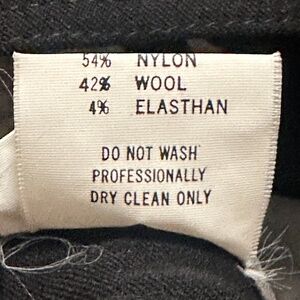 54% NYLON
42% WOOL
4% ELASTHAN
DO NOT WASH
PROFESSIONALLY
DRY CLEAN ONLY